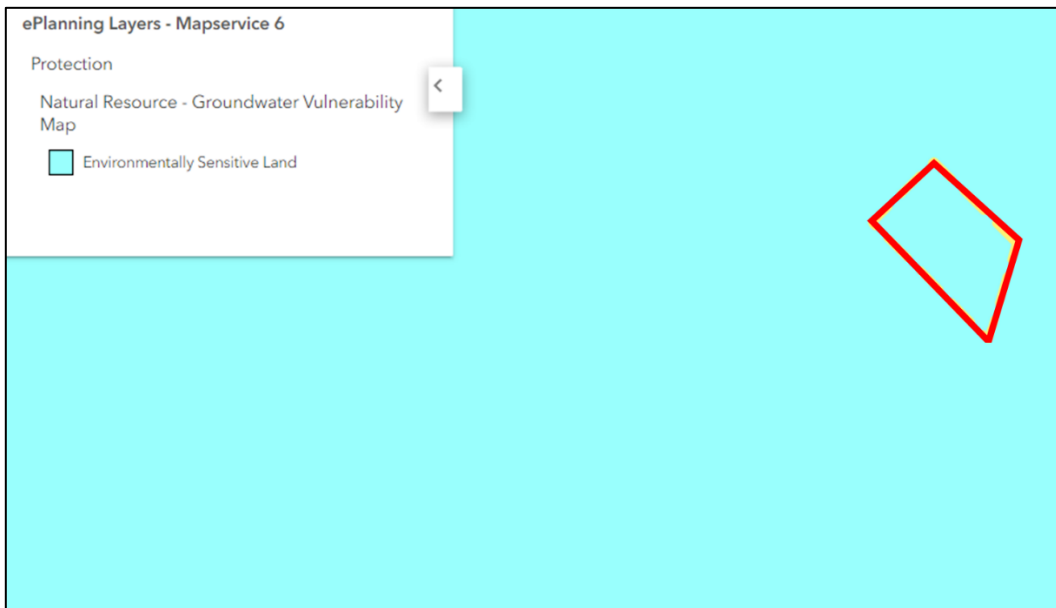 ePlanning Layers - Mapservice 6
Protection
Natural Resource - Groundwater Vulnerability
Map
Environmentally Sensitive Land